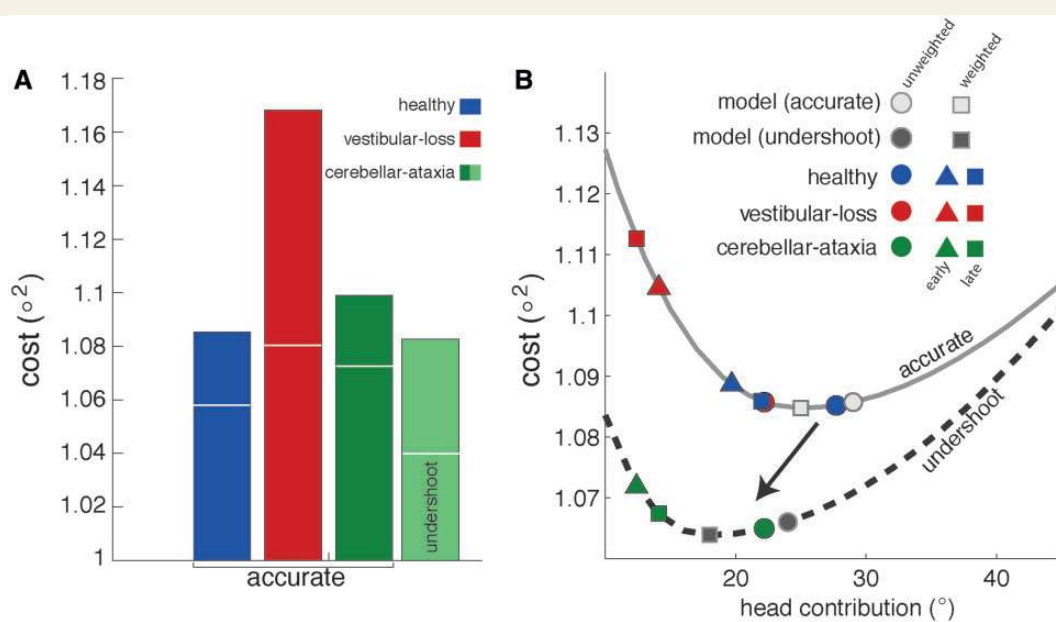 A
cost (°²)
1.18
1.16
1.14
1.12
1.1
1.08
1.06
1.04
1.02
1
healthy
vestibular-loss
cerebellar-ataxia
undershoot
accurate
B
cost (°²)
1.13
1.12
1.11
1.1
1.09
1.08
1.07
unweighted
weighted
model (accurate)
model (undershoot)
healthy
vestibular-loss
cerebellar-ataxia
early
late
accurate
undershoot
20 30 40
head contribution (°)